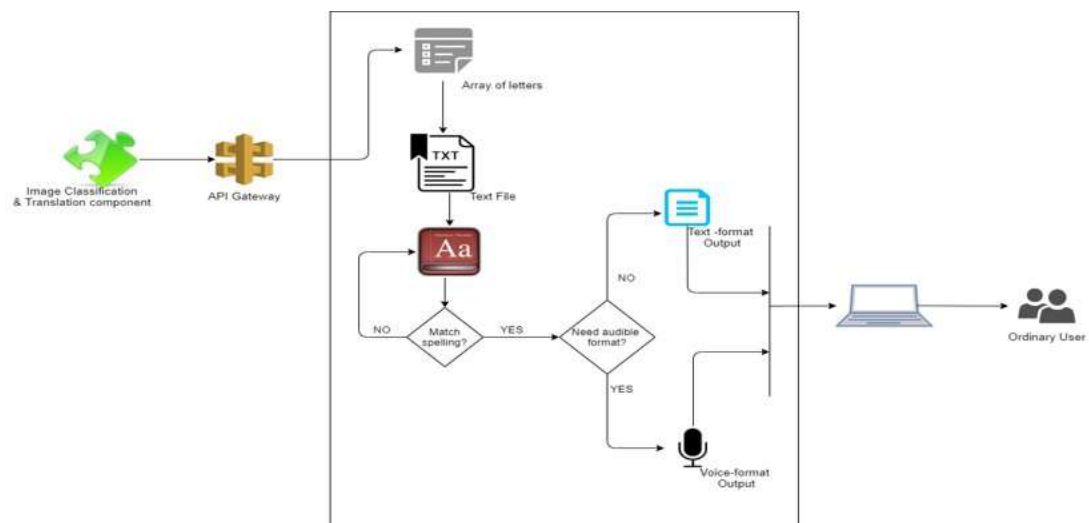 Array of letters
TXT
Text File
Image Classification
& Translation component
API Gateway
Aa
Match
spelling?
NO
YES
Need audible
format?
NO
YES
Text -format
Output
Voice-format
Output
Ordinary User